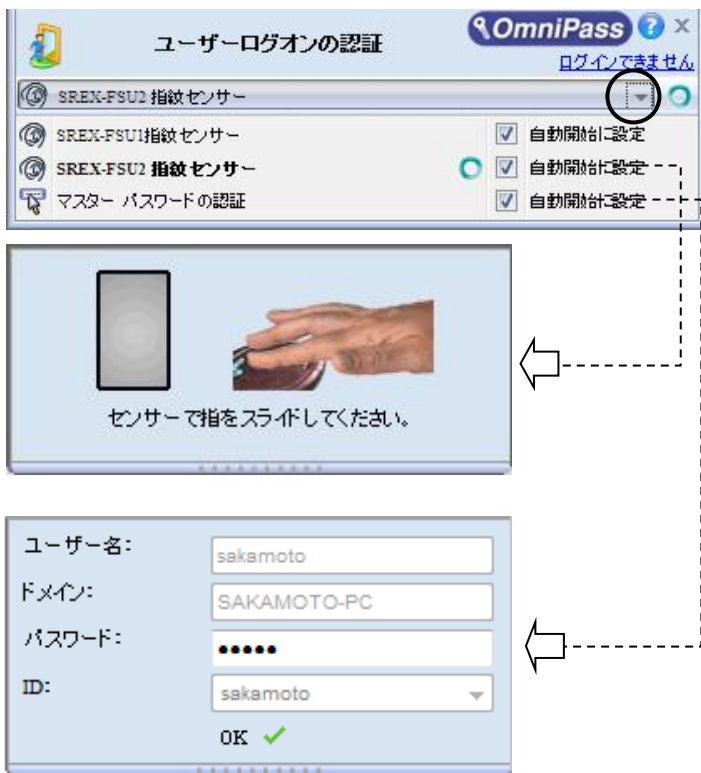 ユーザーログオンの認証
OmniPass ? ×
ログインできません
SREX-FSU2 指紋センサー
SREX-FSU1指紋センサー 自動開始に設定
SREX-FSU2 指紋センサー 自動開始に設定
マスター パスワードの認証 自動開始に設定
センサーで指をスライドしてください。
ユーザー名: sakamoto
ドメイン: SAKAMOTO-PC
パスワード: ●●●●●
ID: sakamoto
OK ✓